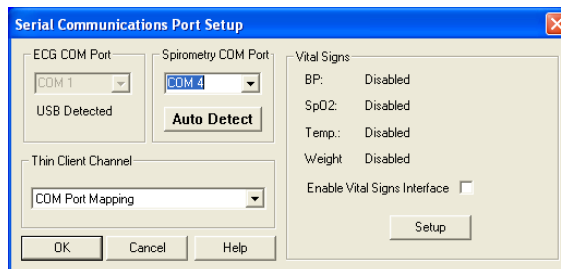 Serial Communications Port Setup
ECG COM Port
COM 1
USB Detected
Spirometry COM Port
COM 4
Auto Detect
Thin Client Channel
COM Port Mapping
OK
Cancel
Help
Vital Signs
BP: Disabled
SpO2: Disabled
Temp.: Disabled
Weight Disabled
Enable Vital Signs Interface
Setup